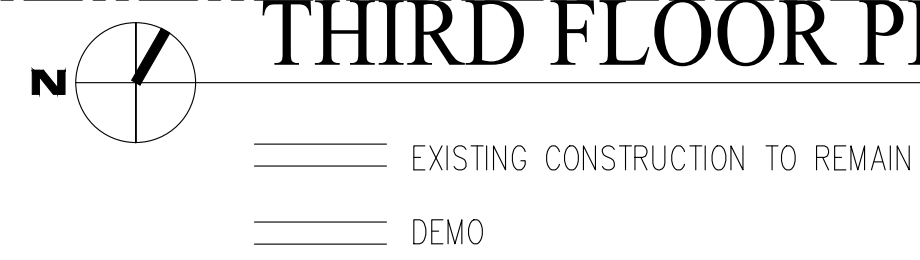 THIRD FLOOR
N
EXISTING CONSTRUCTION TO REMAIN
DEMO